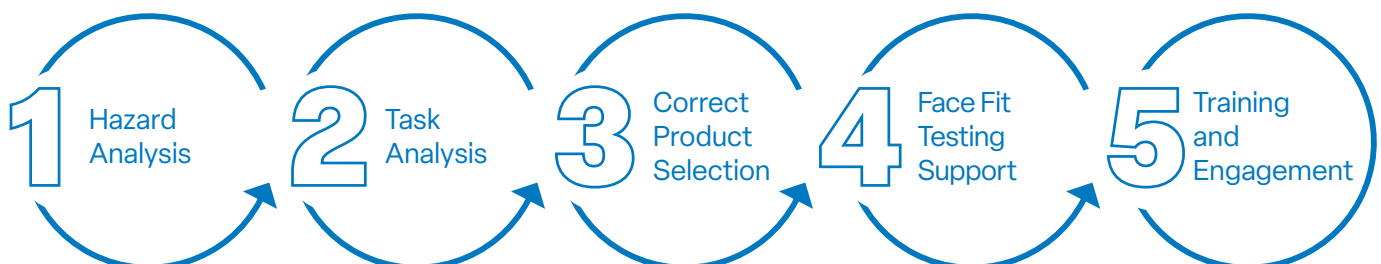 1
Hazard
Analysis
2
Task
Analysis
3
Correct
Product
Selection
4
Face Fit
Testing
Support
5
Training
and
Engagement